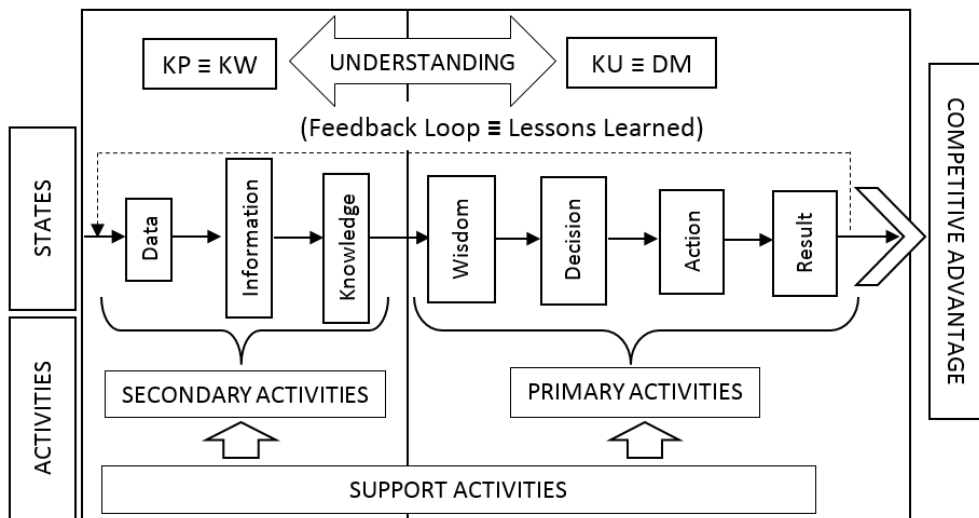 KP ≡ KW
UNDERSTANDING
KU ≡ DM
(Feedback Loop ≡ Lessons Learned)
STATES
Data
Information
Knowledge
Wisdom
Decision
Action
Result
COMPETITIVE ADVANTAGE
ACTIVITIES
SECONDARY ACTIVITIES
PRIMARY ACTIVITIES
SUPPORT ACTIVITIES